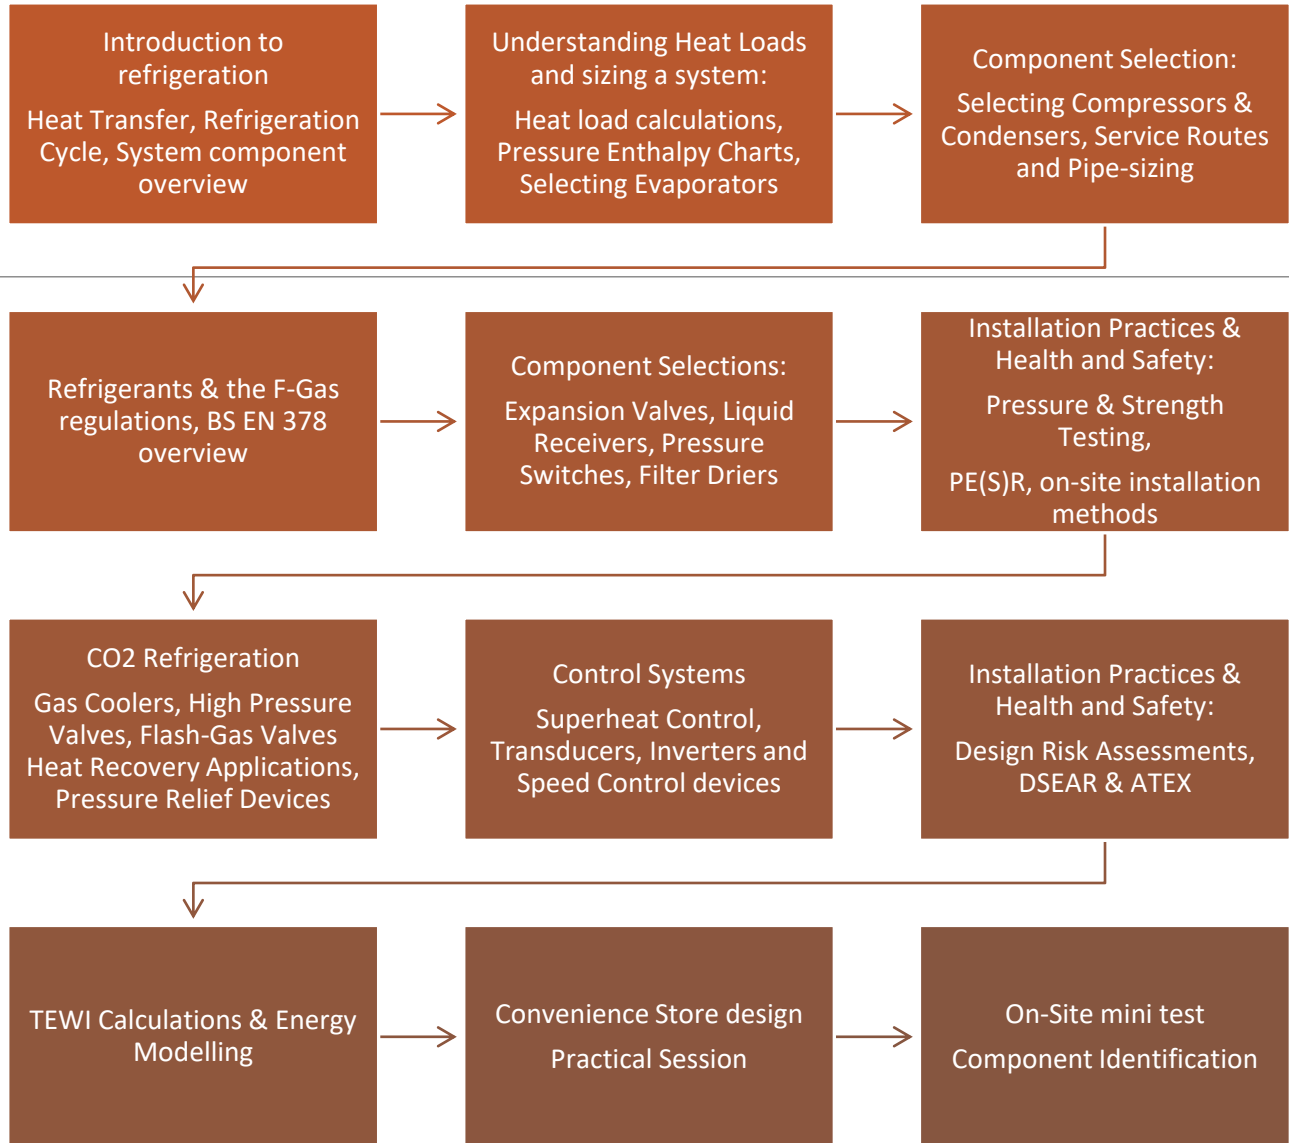 Introduction to
refrigeration
Heat Transfer, Refrigeration
Cycle, System component
overview
Understanding Heat Loads
and sizing a system:
Heat load calculations,
Pressure Enthalpy Charts,
Selecting Evaporators
Component Selection:
Selecting Compressors &
Condensers, Service Routes
and Pipe-sizing
Refrigerants & the F-Gas
regulations, BS EN 378
overview
Component Selections:
Expansion Valves, Liquid
Receivers, Pressure
Switches, Filter Driers
Installation Practices &
Health and Safety:
Pressure & Strength
Testing,
PE(S)R, on-site installation
methods
CO2 Refrigeration
Gas Coolers, High Pressure
Valves, Flash-Gas Valves
Heat Recovery Applications,
Pressure Relief Devices
Control Systems
Superheat Control,
Transducers, Inverters and
Speed Control devices
Installation Practices &
Health and Safety:
Design Risk Assessments,
DSEAR & ATEX
TEWI Calculations & Energy
Modelling
Convenience Store design
Practical Session
On-Site mini test
Component Identification